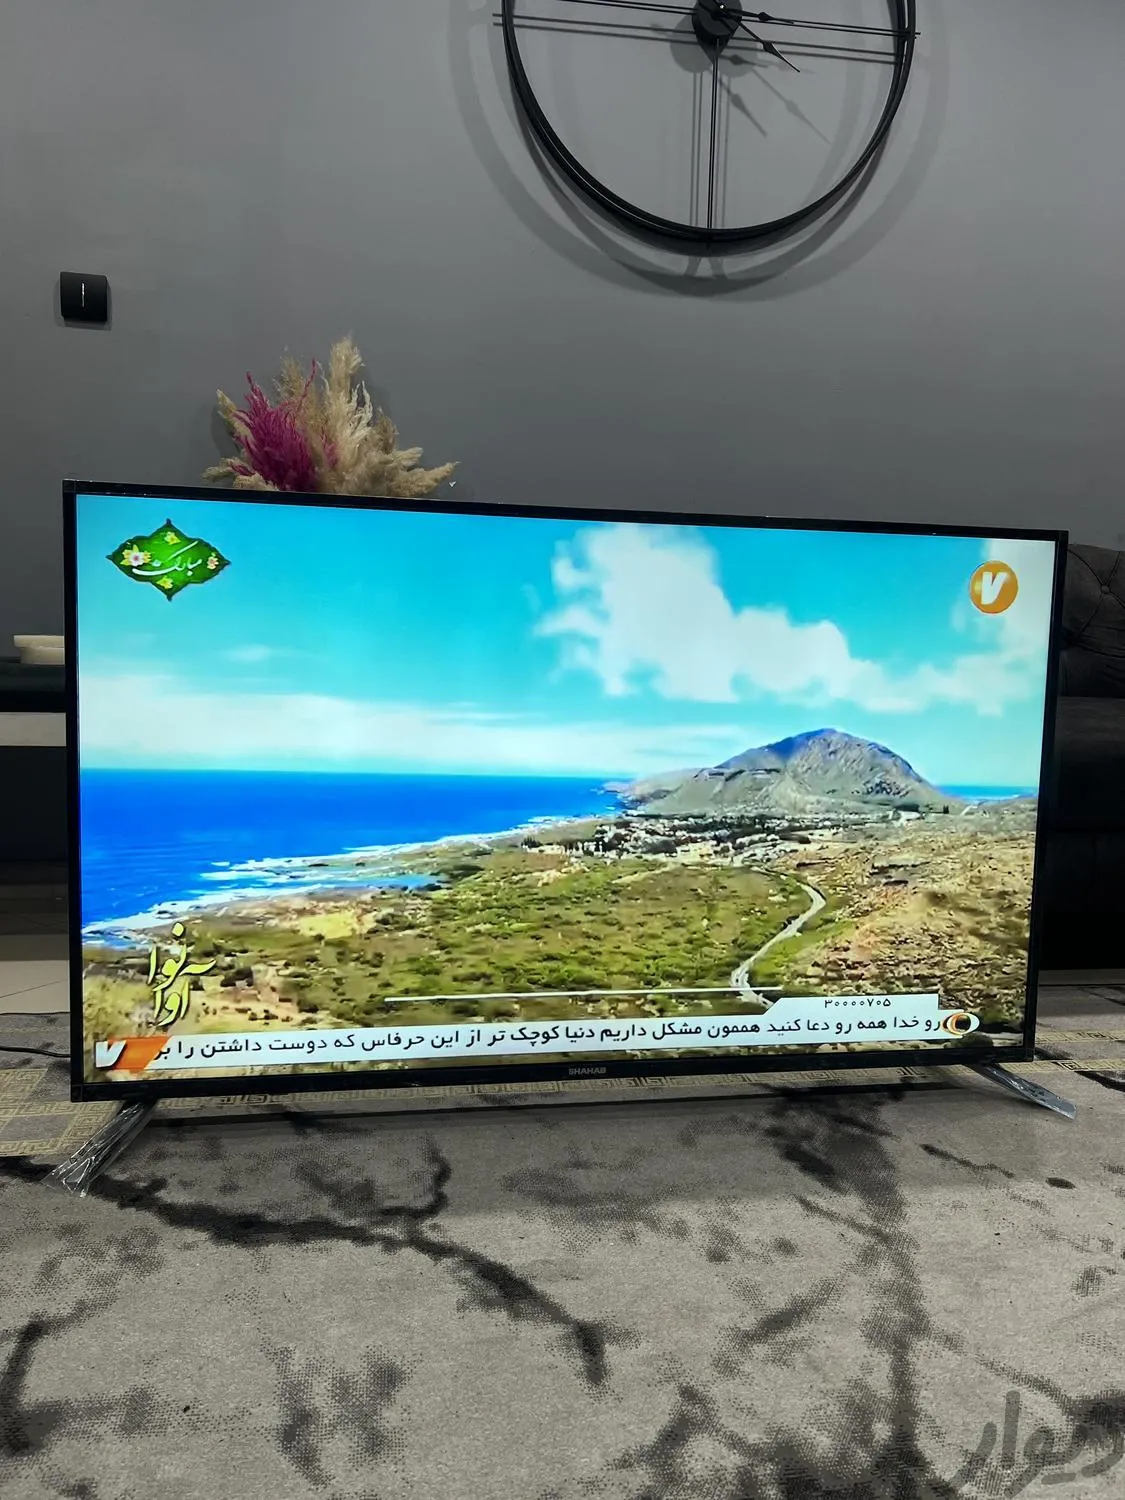 مبارک
آوا
نوا
۳۰۰۰۰۷۰۵
رو خدا همه رو دعا کنید هممون مشکل داریم دنیا کوچک تر از این حرفاس که دوست داشتن را بر
SHAHAB
دیوار